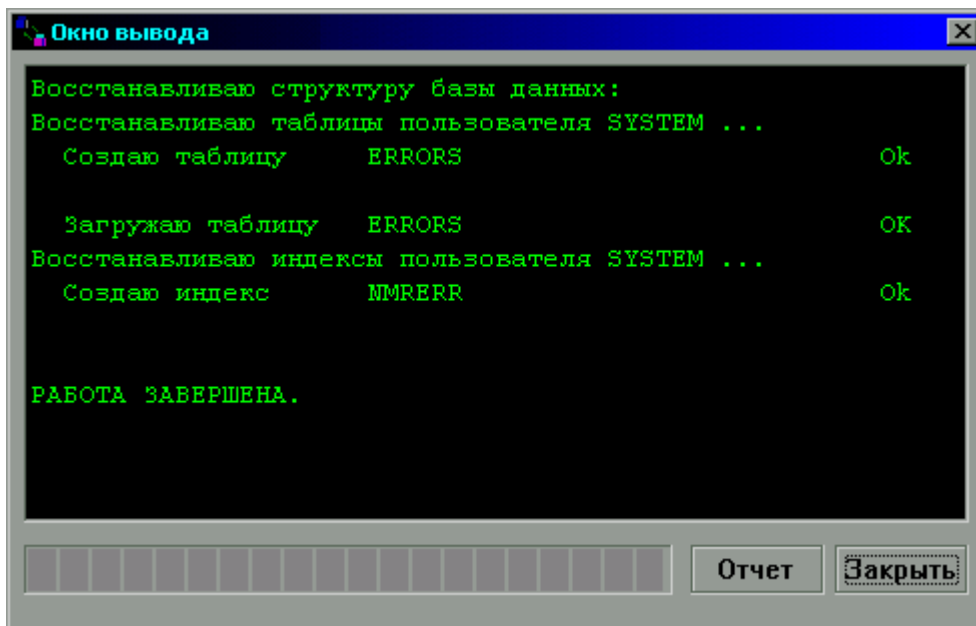 Окно вывода
Восстанавливаю структуру базы данных:
Восстанавливаю таблицы пользователя SYSTEM ...
Создаю таблицу ERRORS Ok
Загружаю таблицу ERRORS OK
Восстанавливаю индексы пользователя SYSTEM ...
Создаю индекс NMRERR Ok
РАБОТА ЗАВЕРШЕНА.
Отчет Закрыть